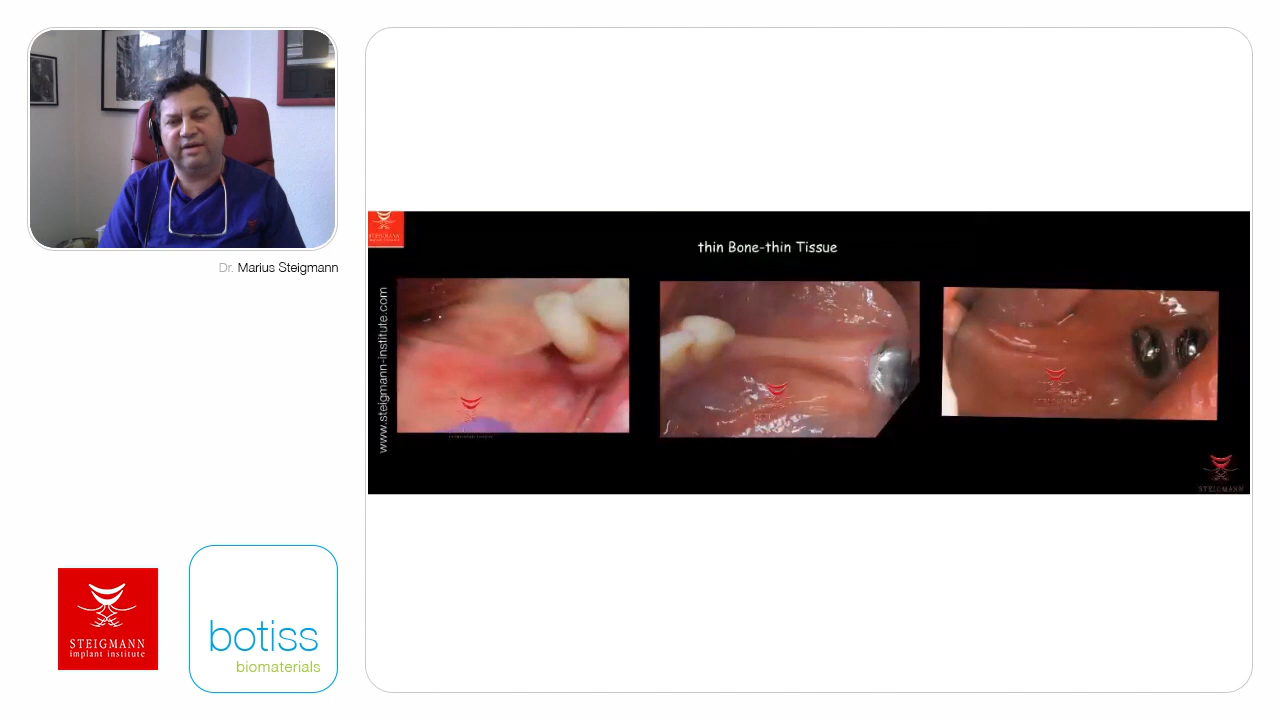 Dr. Marius Steigmann
thin Bone-thin Tissue
www.steigmann-institute.com
STEIGMANN
STEIGMANN
implant institute
botiss
biomaterials